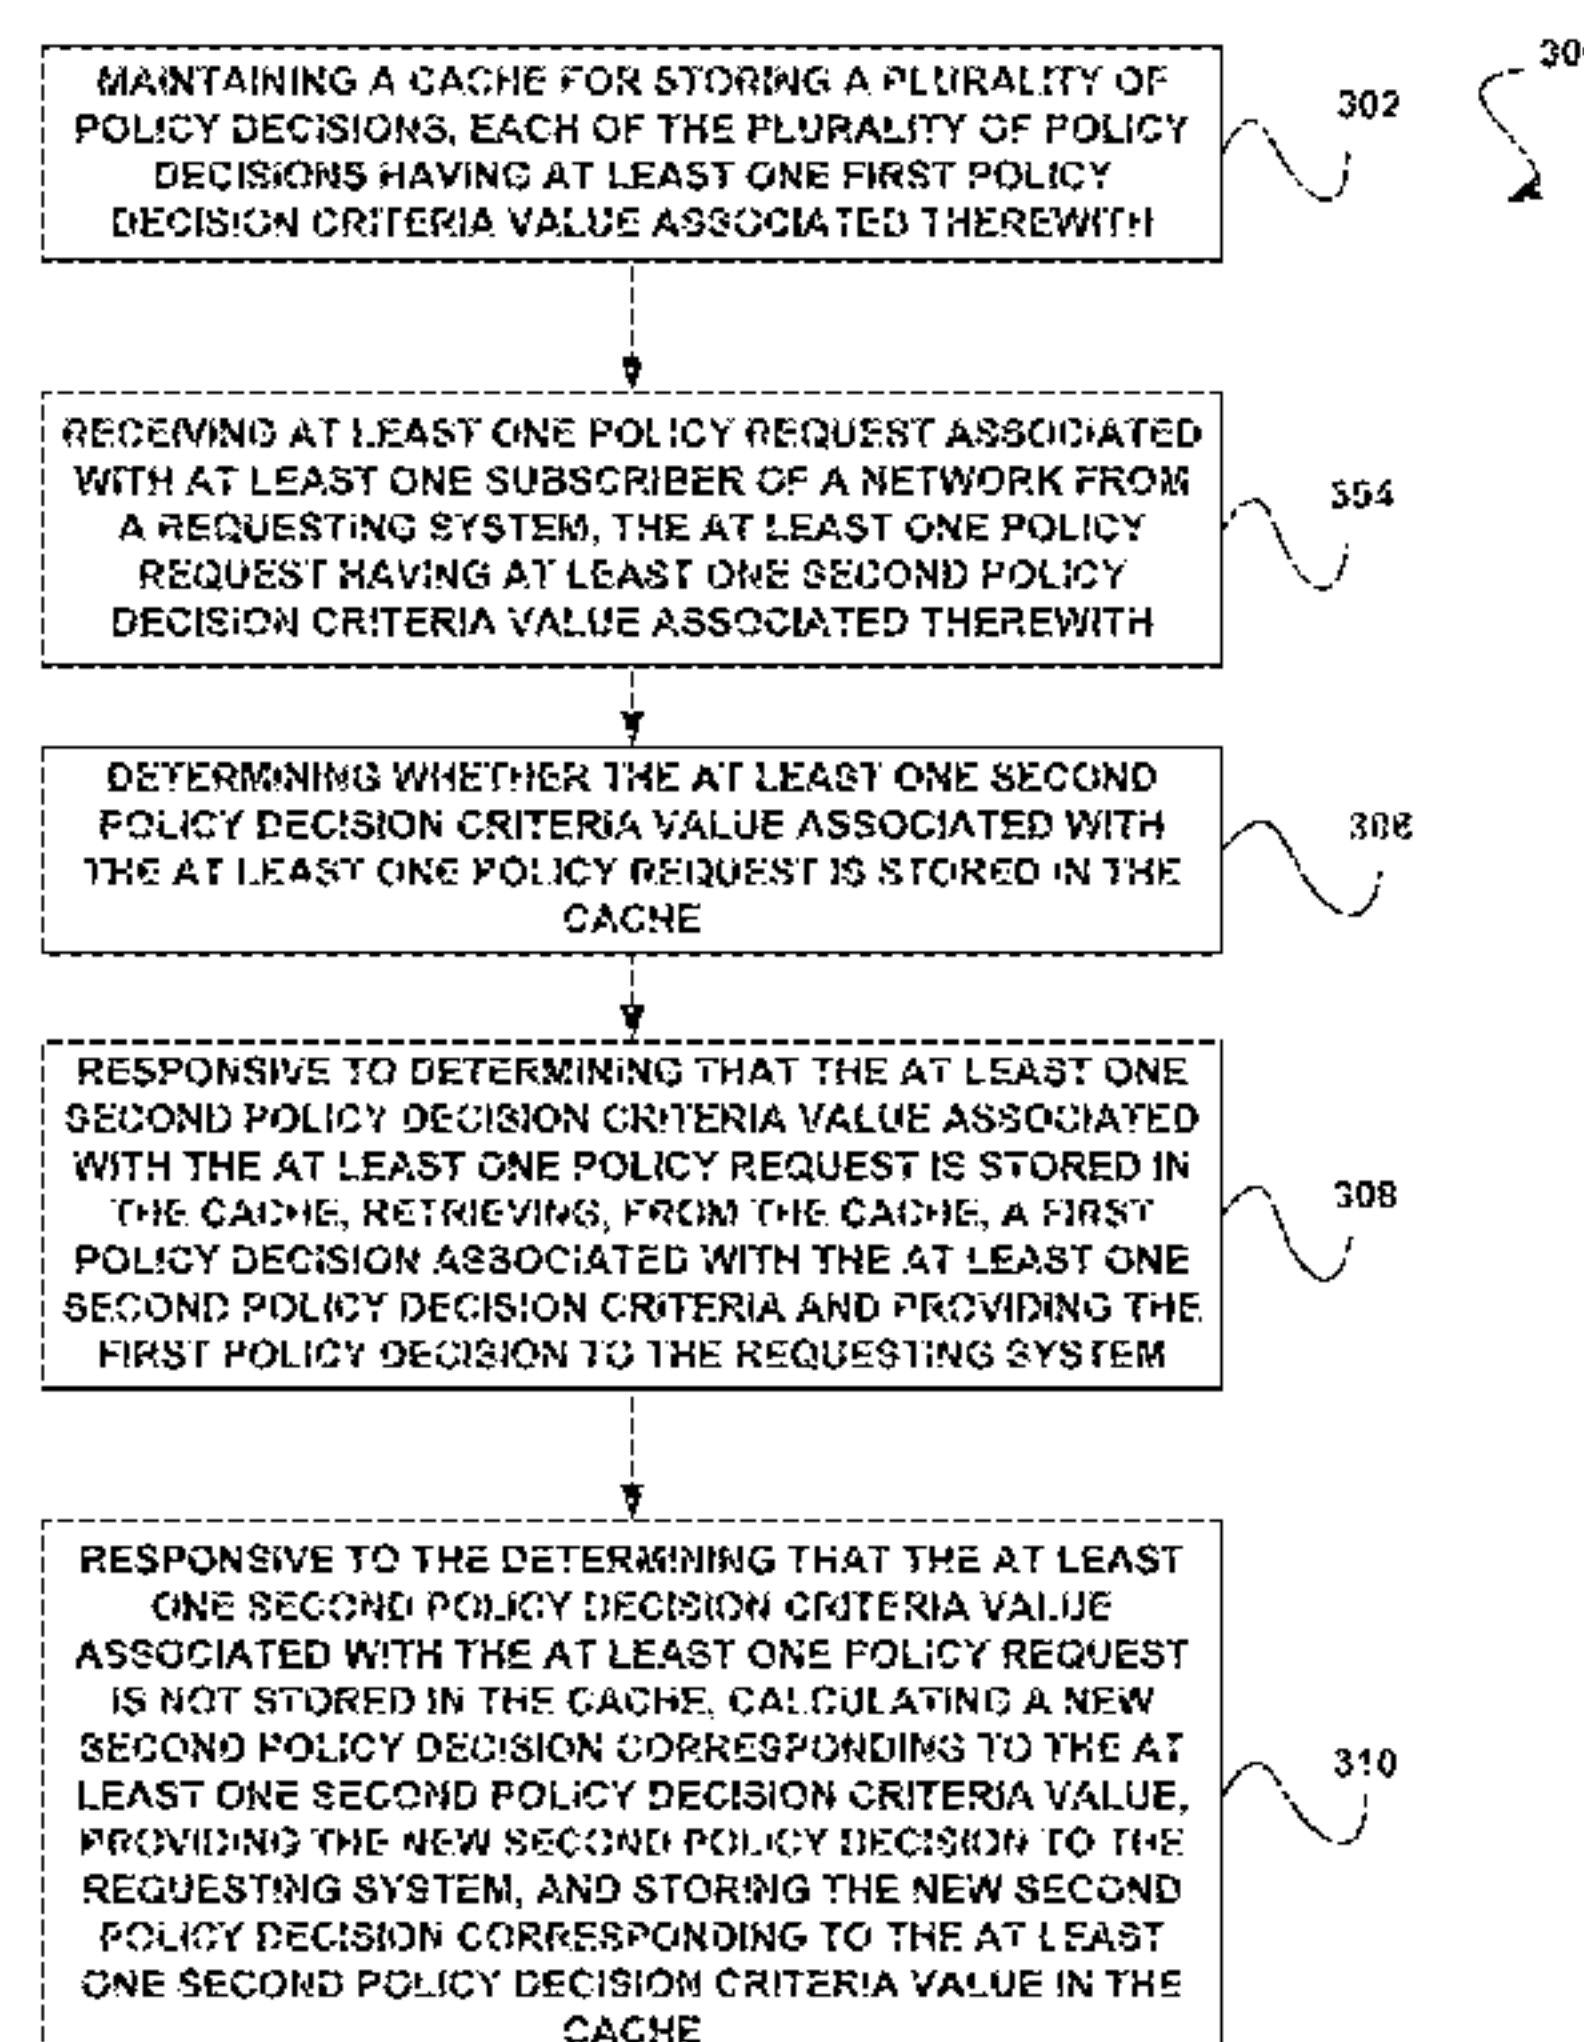 MAINTAINING A CACHE FOR STORING A PLURALITY OF
POLICY DECISIONS, EACH OF THE PLURALITY OF POLICY
DECISIONS HAVING AT LEAST ONE FIRST POLICY
DECISION CRITERIA VALUE ASSOCIATED THEREWITH
302
RECEIVING AT LEAST ONE POLICY REQUEST ASSOCIATED
WITH AT LEAST ONE SUBSCRIBER OF A NETWORK FROM
A REQUESTING SYSTEM, THE AT LEAST ONE POLICY
REQUEST HAVING AT LEAST ONE SECOND POLICY
DECISION CRITERIA VALUE ASSOCIATED THEREWITH
304
DETERMINING WHETHER THE AT LEAST ONE SECOND
POLICY DECISION CRITERIA VALUE ASSOCIATED WITH
THE AT LEAST ONE POLICY REQUEST IS STORED IN THE
CACHE
306
RESPONSIVE TO DETERMINING THAT THE AT LEAST ONE
SECOND POLICY DECISION CRITERIA VALUE ASSOCIATED
WITH THE AT LEAST ONE POLICY REQUEST IS STORED IN
THE CACHE, RETRIEVING, FROM THE CACHE, A FIRST
POLICY DECISION ASSOCIATED WITH THE AT LEAST ONE
SECOND POLICY DECISION CRITERIA AND PROVIDING THE
FIRST POLICY DECISION TO THE REQUESTING SYSTEM
308
RESPONSIVE TO THE DETERMINING THAT THE AT LEAST
ONE SECOND POLICY DECISION CRITERIA VALUE
ASSOCIATED WITH THE AT LEAST ONE POLICY REQUEST
IS NOT STORED IN THE CACHE, CALCULATING A NEW
SECOND POLICY DECISION CORRESPONDING TO THE AT
LEAST ONE SECOND POLICY DECISION CRITERIA VALUE,
PROVIDING THE NEW SECOND POLICY DECISION TO THE
REQUESTING SYSTEM, AND STORING THE NEW SECOND
POLICY DECISION CORRESPONDING TO THE AT LEAST
ONE SECOND POLICY DECISION CRITERIA VALUE IN THE
CACHE
310